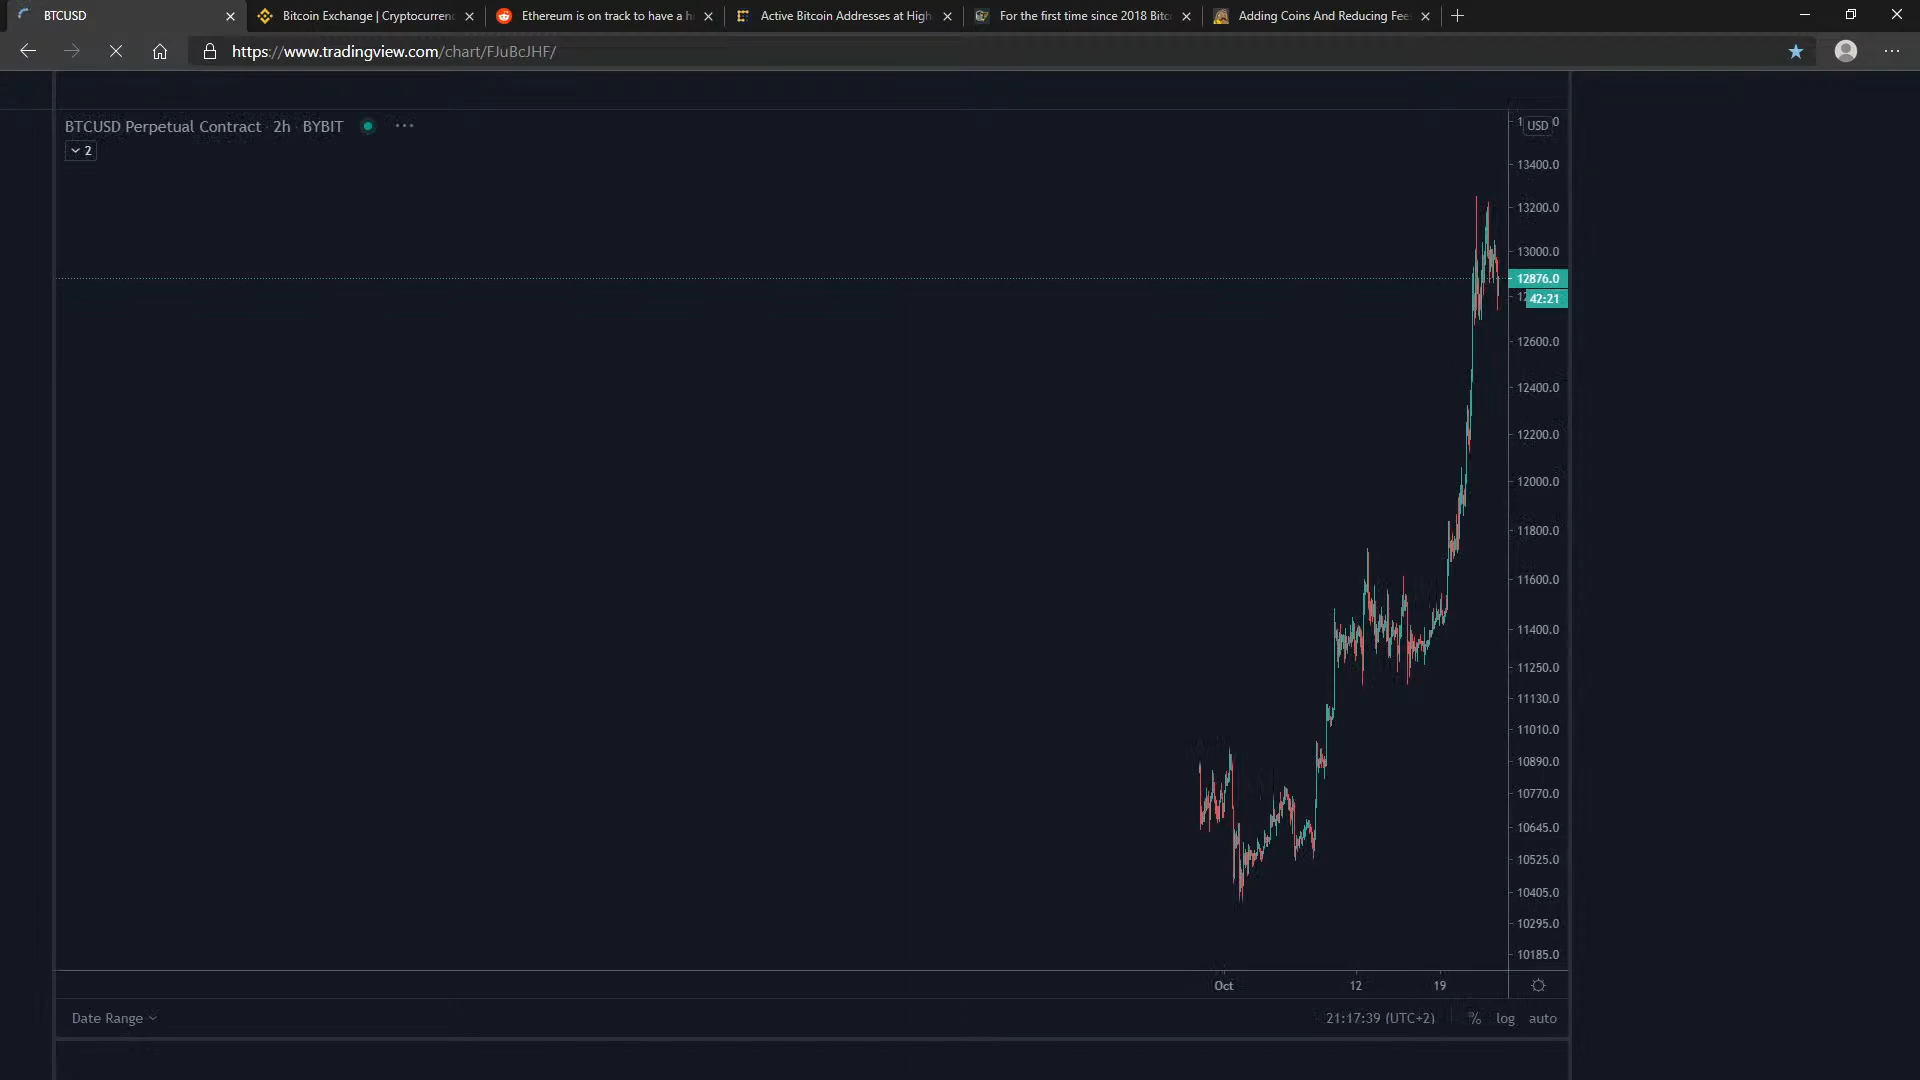 BTCUSD
Bitcoin Exchange | Cryptocurrenc
Ethereum is on track to have a h
Active Bitcoin Addresses at High
For the first time since 2018 Bitc
Adding Coins And Reducing Fee
https://www.tradingview.com/chart/FJuBcJHF/
BTCUSD Perpetual Contract 2h BYBIT
2
USD
13400.0
13200.0
13000.0
12876.0
42:21
12600.0
12400.0
12200.0
12000.0
11800.0
11600.0
11400.0
11250.0
11130.0
11010.0
10890.0
10770.0
10645.0
10525.0
10405.0
10295.0
10185.0
Oct 12 19
Date Range 21:17:39 (UTC+2) % log auto